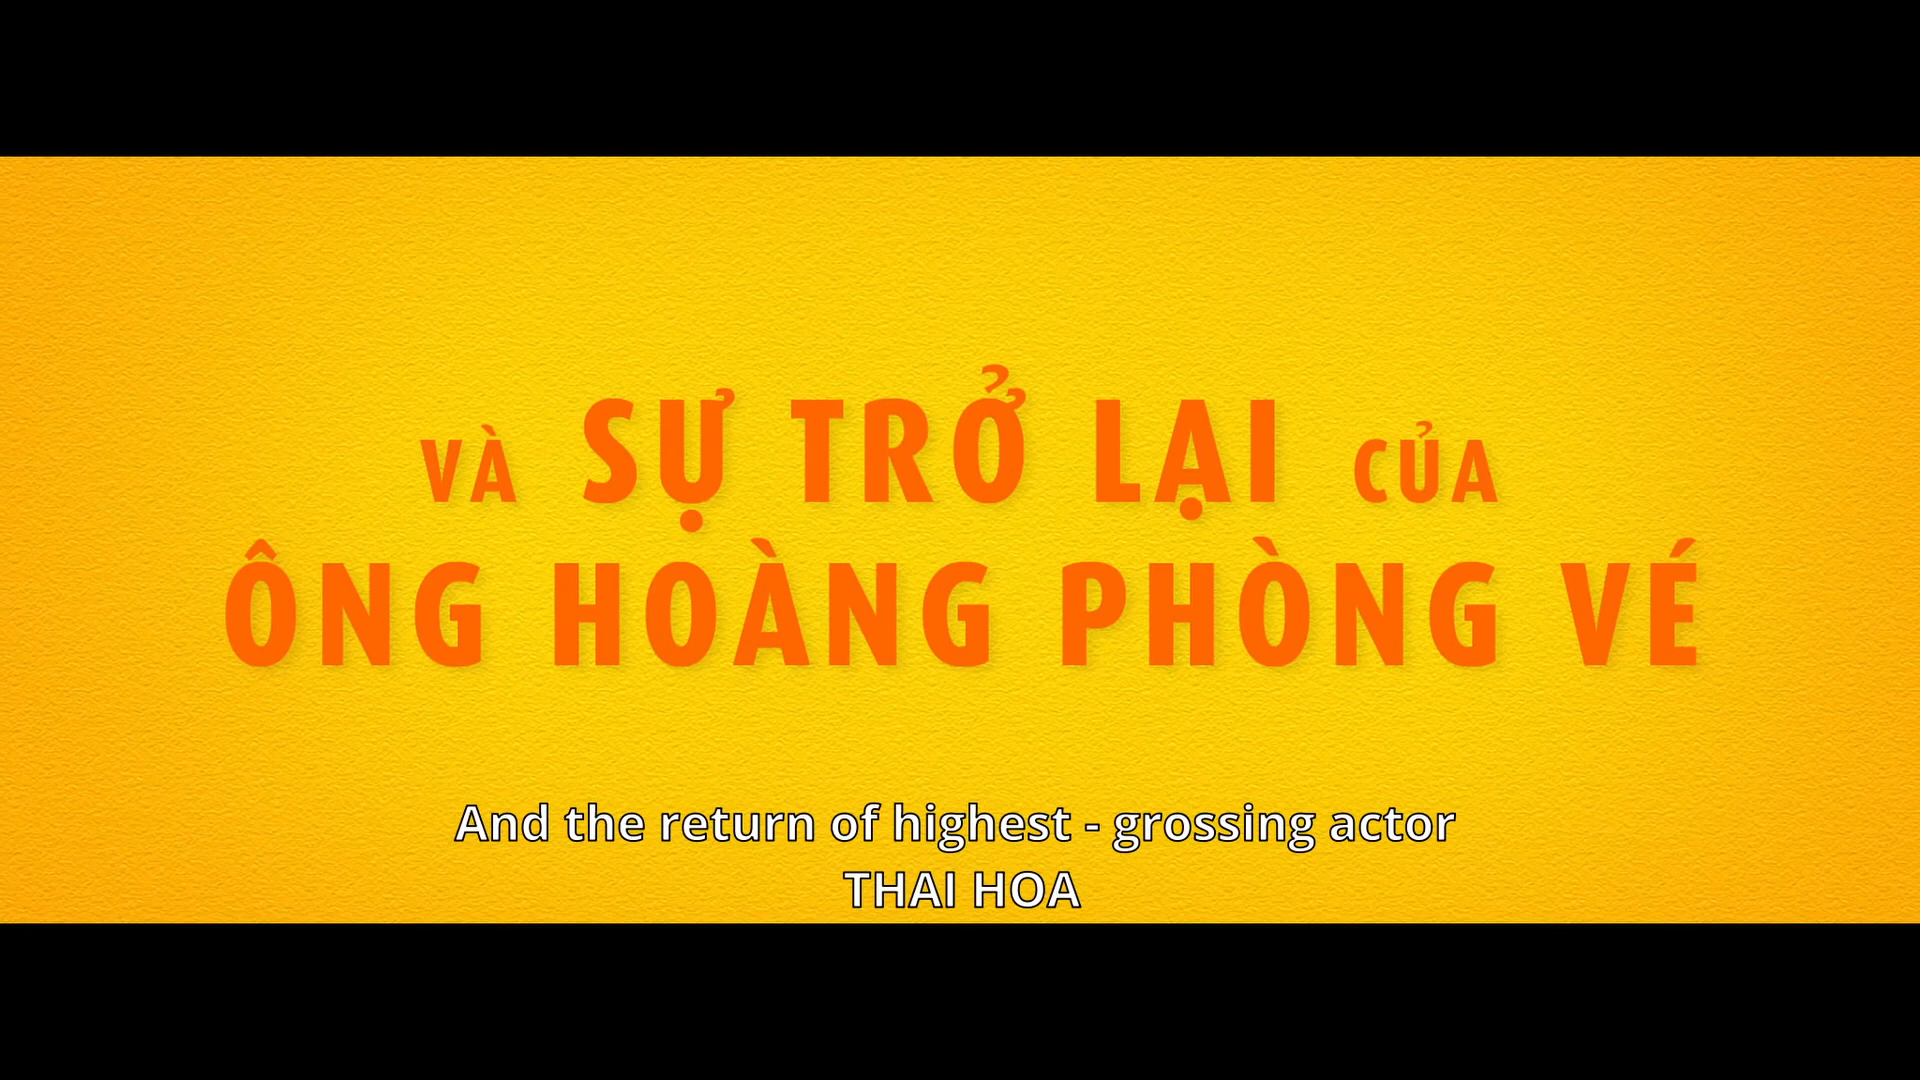 VÀ SỰ TRỞ LẠI CỦA
ÔNG HOÀNG PHÒNG VÉ
And the return of highest - grossing actor
THAI HOA